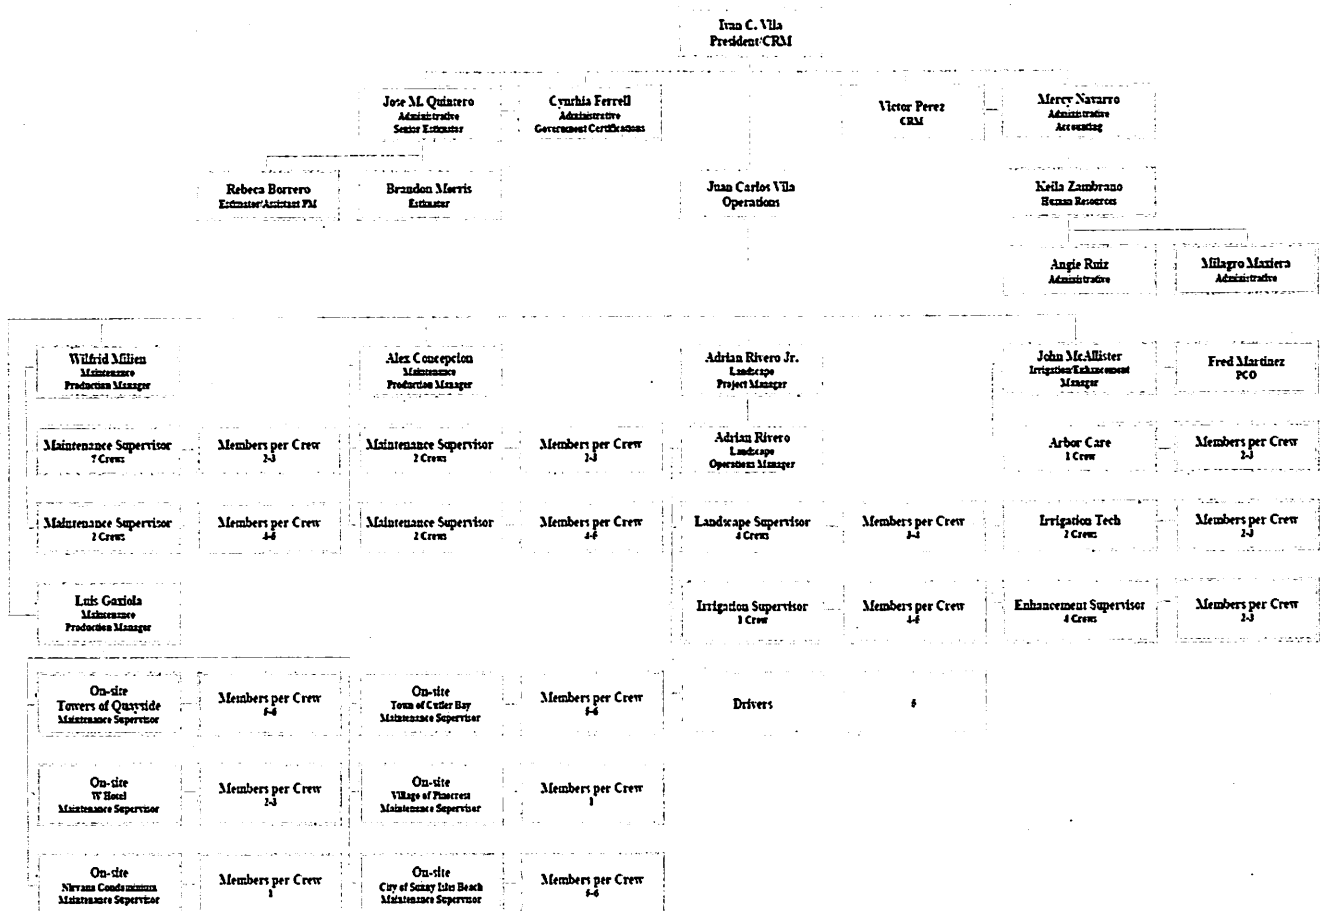 Ivan C. Vila
President/CRM
Jose M. Quintero
Administrative
Senior Estimator
Cynthia Ferrell
Administrative
Government Certifications
Victor Perez
CRM
Mercy Navarro
Administrative
Accounting
Rebeca Borrero
Estimator/Assistant PM
Brandon Morris
Estimator
Juan Carlos Vila
Operations
Keila Zambrano
Human Resources
Angie Ruiz
Administrative
Milagro Maziera
Administrative
Wilfrid Milien
Maintenance
Production Manager
Alex Concepcion
Maintenance
Production Manager
Adrian Rivero Jr.
Landscape
Project Manager
John McAllister
Irrigation/Enhancement
Manager
Fred Martinez
PCO
Maintenance Supervisor
7 Crews
Members per Crew
2-3
Maintenance Supervisor
2 Crews
Members per Crew
2-3
Adrian Rivero
Landscape
Operations Manager
Arbor Care
1 Crew
Members per Crew
2-3
Maintenance Supervisor
2 Crews
Members per Crew
Maintenance Supervisor
2 Crews
Members per Crew
Landscape Supervisor
4 Crews
Members per Crew
Irrigation Tech
2 Crews
Members per Crew
2-3
Luis Gaxiola
Maintenance
Production Manager
Irrigation Supervisor
1 Crew
Members per Crew
Enhancement Supervisor
4 Crews
Members per Crew
2-3
On-site
Towers of Quayside
Maintenance Supervisor
Members per Crew
5-6
On-site
Town of Cutler Bay
Maintenance Supervisor
Members per Crew
5-6
Drivers
On-site
W Hotel
Maintenance Supervisor
Members per Crew
2-3
On-site
Village of Pinecrest
Maintenance Supervisor
Members per Crew
On-site
Nirvana Condominium
Maintenance Supervisor
Members per Crew
On-site
City of Sunny Isles Beach
Maintenance Supervisor
Members per Crew
5-6